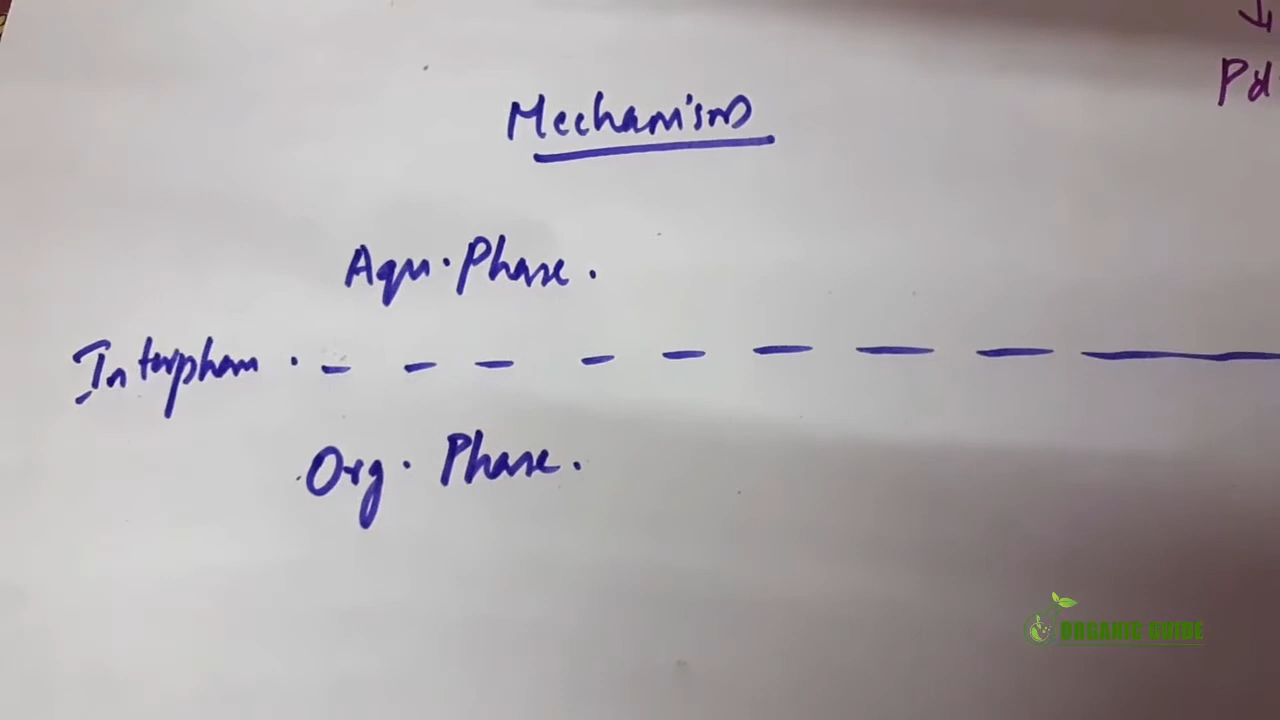 Pd
Mechanism
Aqu. Phase.
Interphase.
Org. Phase.
ORGANIC GUIDE